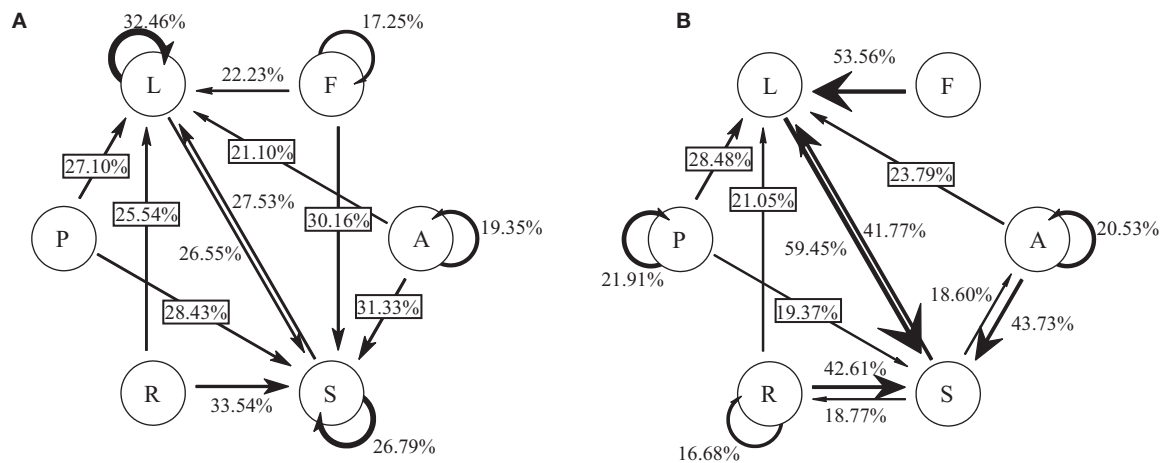 A
32.46%
17.25%
L
22.23%
F
21.10%
27.10%
27.53%
25.54%
30.16%
P
A
19.35%
26.55%
28.43%
31.33%
R
S
33.54%
26.79%
B
53.56%
L
F
28.48%
23.79%
21.05%
P
A
20.53%
41.77%
59.45%
21.91%
18.60%
19.37%
43.73%
42.61%
R
S
18.77%
16.68%